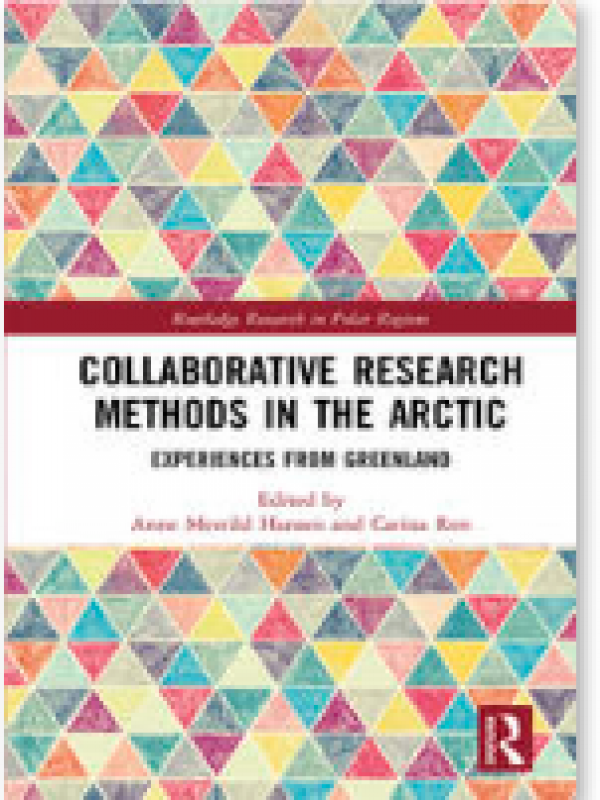 Routledge Research in Polar Regions
COLLABORATIVE RESEARCH
METHODS IN THE ARCTIC
EXPERIENCES FROM GREENLAND
Edited by
Anne Merrild Hansen and Carina Ren
R